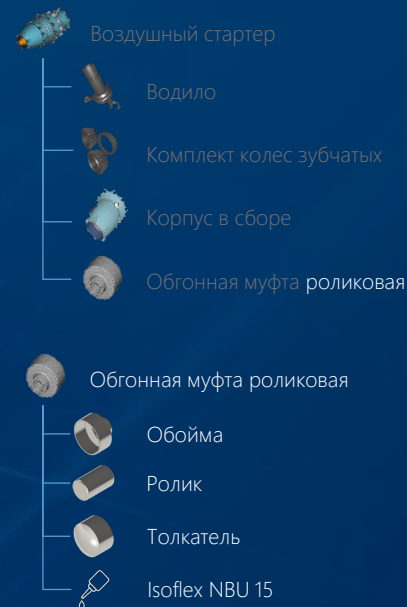 Воздушный стартер
Водило
Комплект колес зубчатых
Корпус в сборе
Обгонная муфта роликовая
Обгонная муфта роликовая
Обойма
Ролик
Толкатель
Isoflex NBU 15